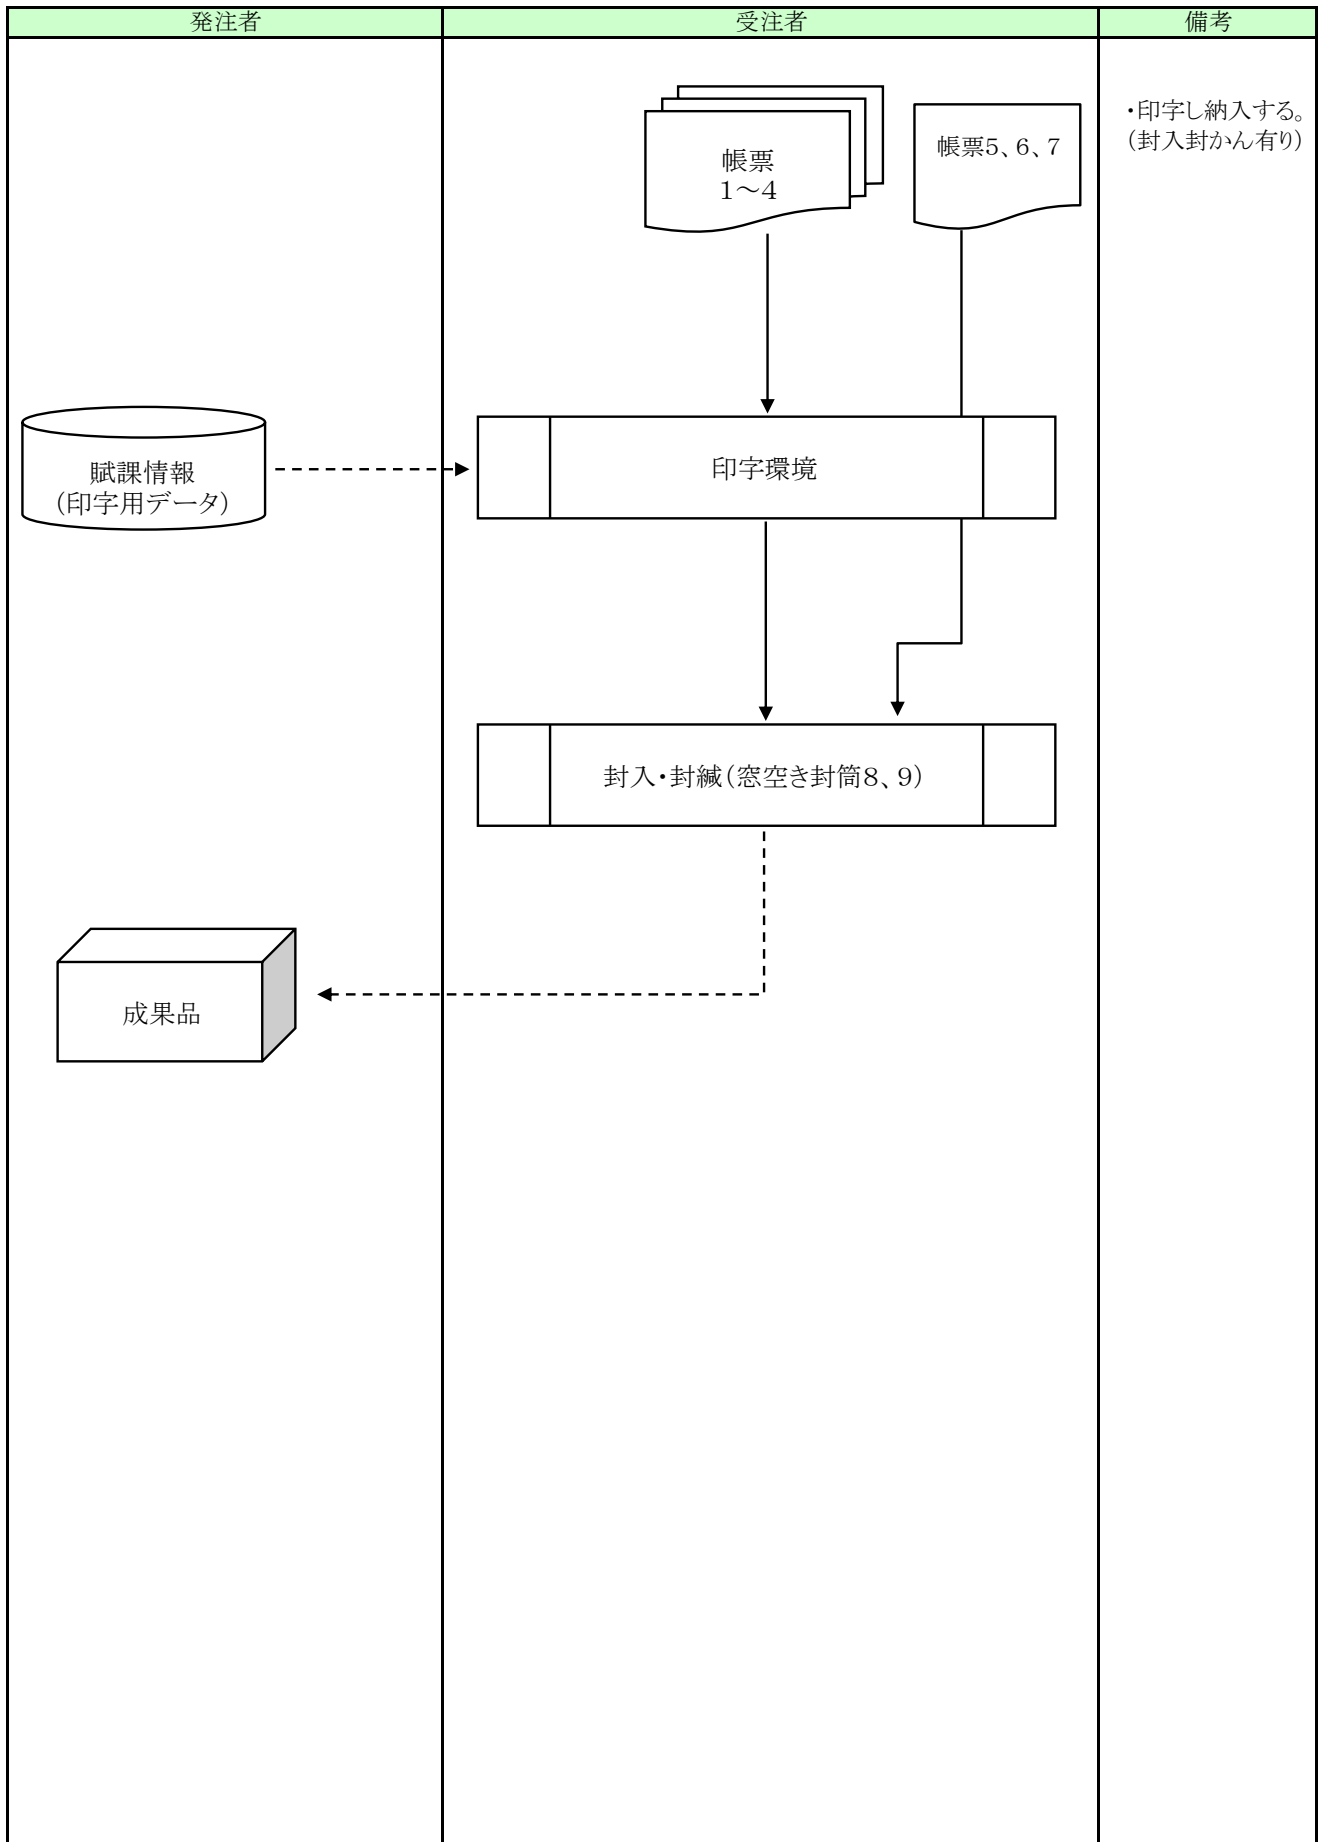 発注者
受注者
備考
帳票
1～4
帳票5、6、7
・印字し納入する。
(封入封かん有り)
賦課情報
(印字用データ)
印字環境
封入・封緘(窓空き封筒8、9)
成果品